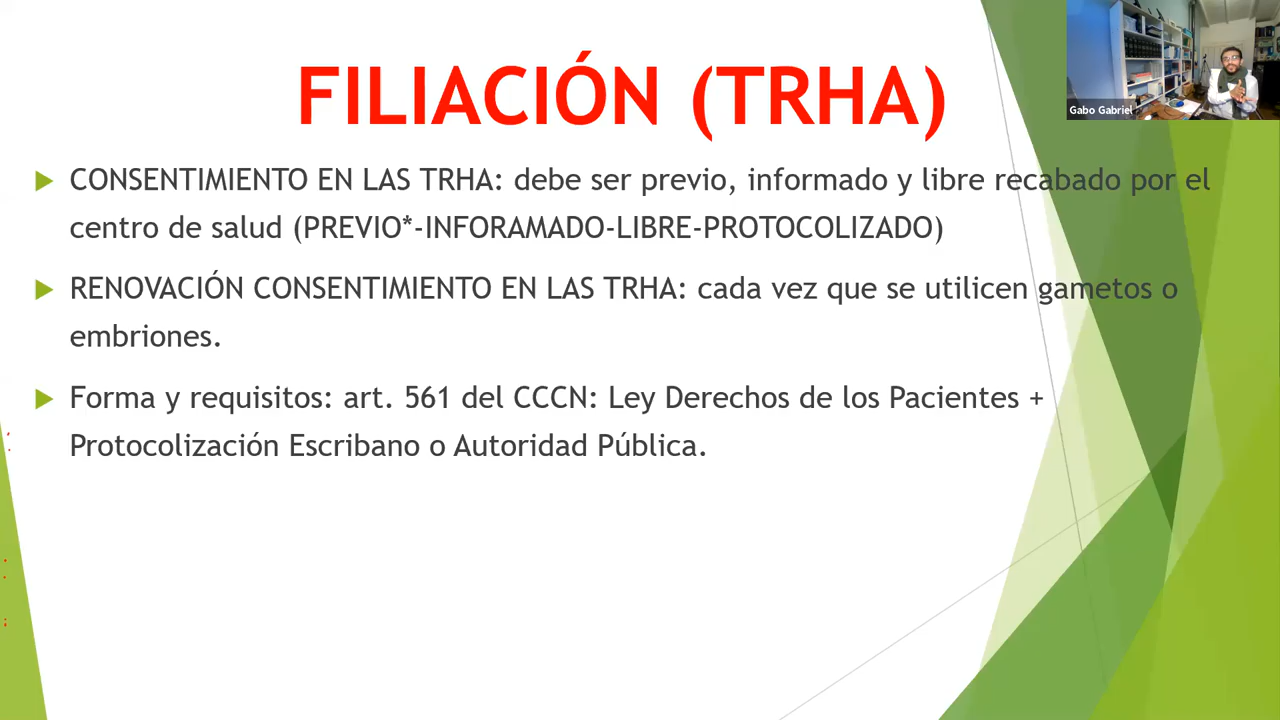 FILIACIÓN (TRHA)
Gabo Gabriel
CONSENTIMIENTO EN LAS TRHA: debe ser previo, informado y libre recabado por el
centro de salud (PREVIO*-INFORAMADO-LIBRE-PROTOCOLIZADO)
RENOVACIÓN CONSENTIMIENTO EN LAS TRHA: cada vez que se utilicen gametos o
embriones.
Forma y requisitos: art. 561 del CCCN: Ley Derechos de los Pacientes +
Protocolización Escribano o Autoridad Pública.